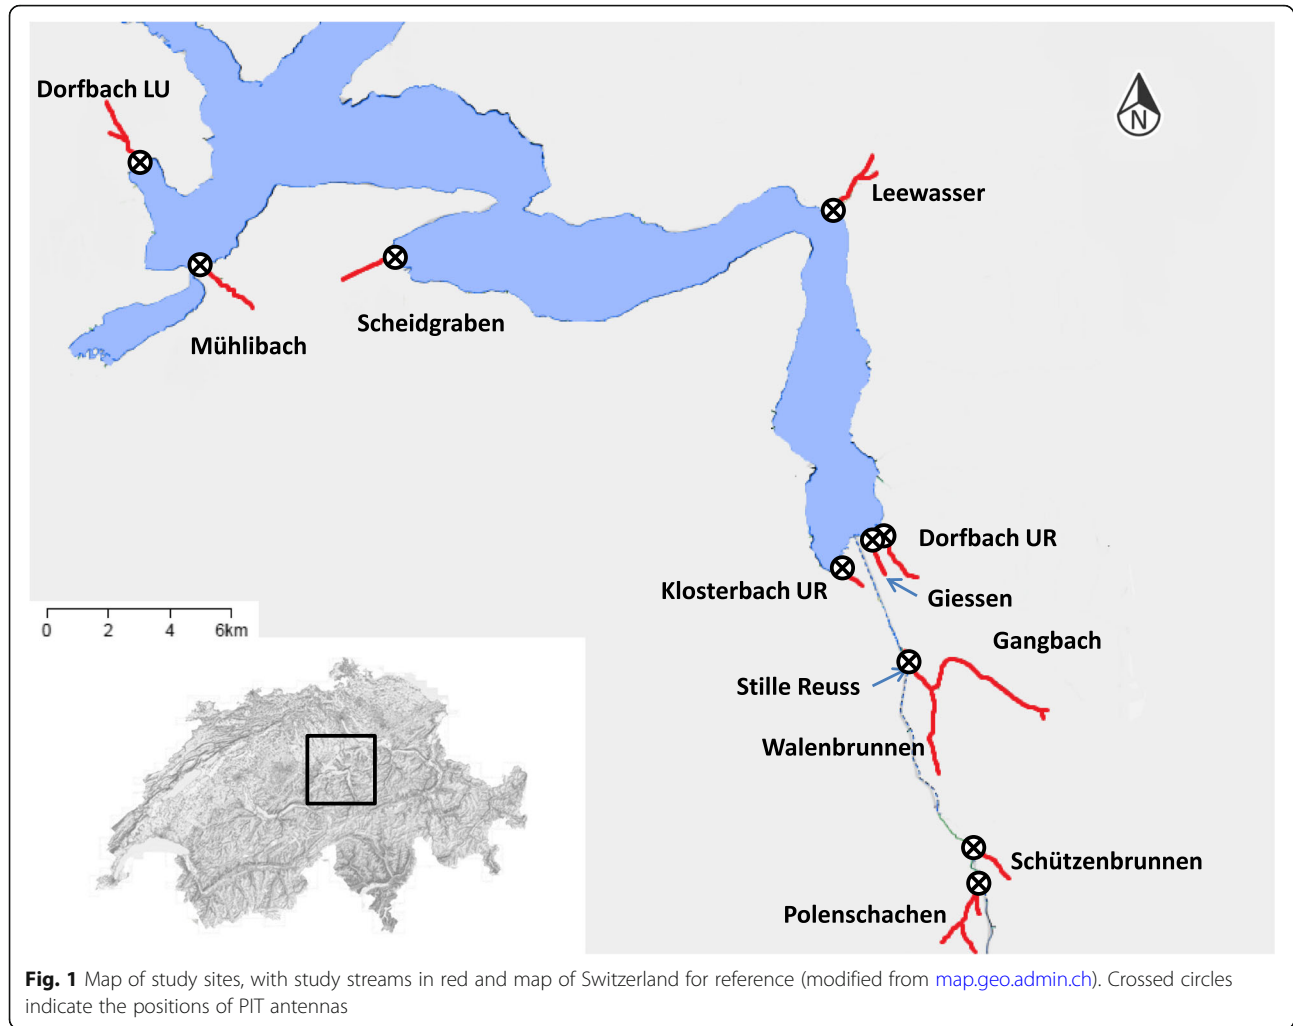 Dorfbach LU
N
Leewasser
Scheidgraben
Mühlibach
Dorfbach UR
Klosterbach UR
Giessen
0 2 4 6km
Gangbach
Stille Reuss
Walenbrunnen
Schützenbrunnen
Polenschachen
Fig. 1 Map of study sites, with study streams in red and map of Switzerland for reference (modified from map.geo.admin.ch). Crossed circles
indicate the positions of PIT antennas